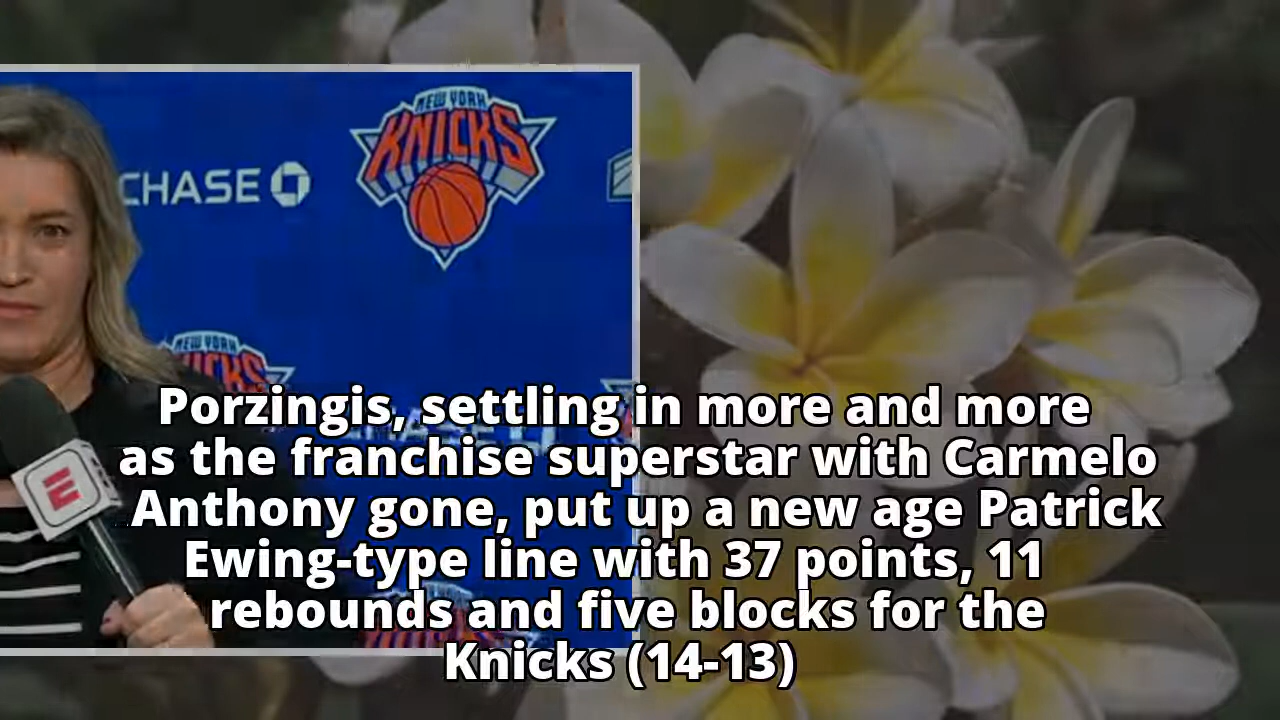 NEW YORK
KNICKS
CHASE
NEW YORK
Porzingis, settling in more and more
as the franchise superstar with Carmelo
Anthony gone, put up a new age Patrick
Ewing-type line with 37 points, 11
rebounds and five blocks for the
Knicks (14-13)